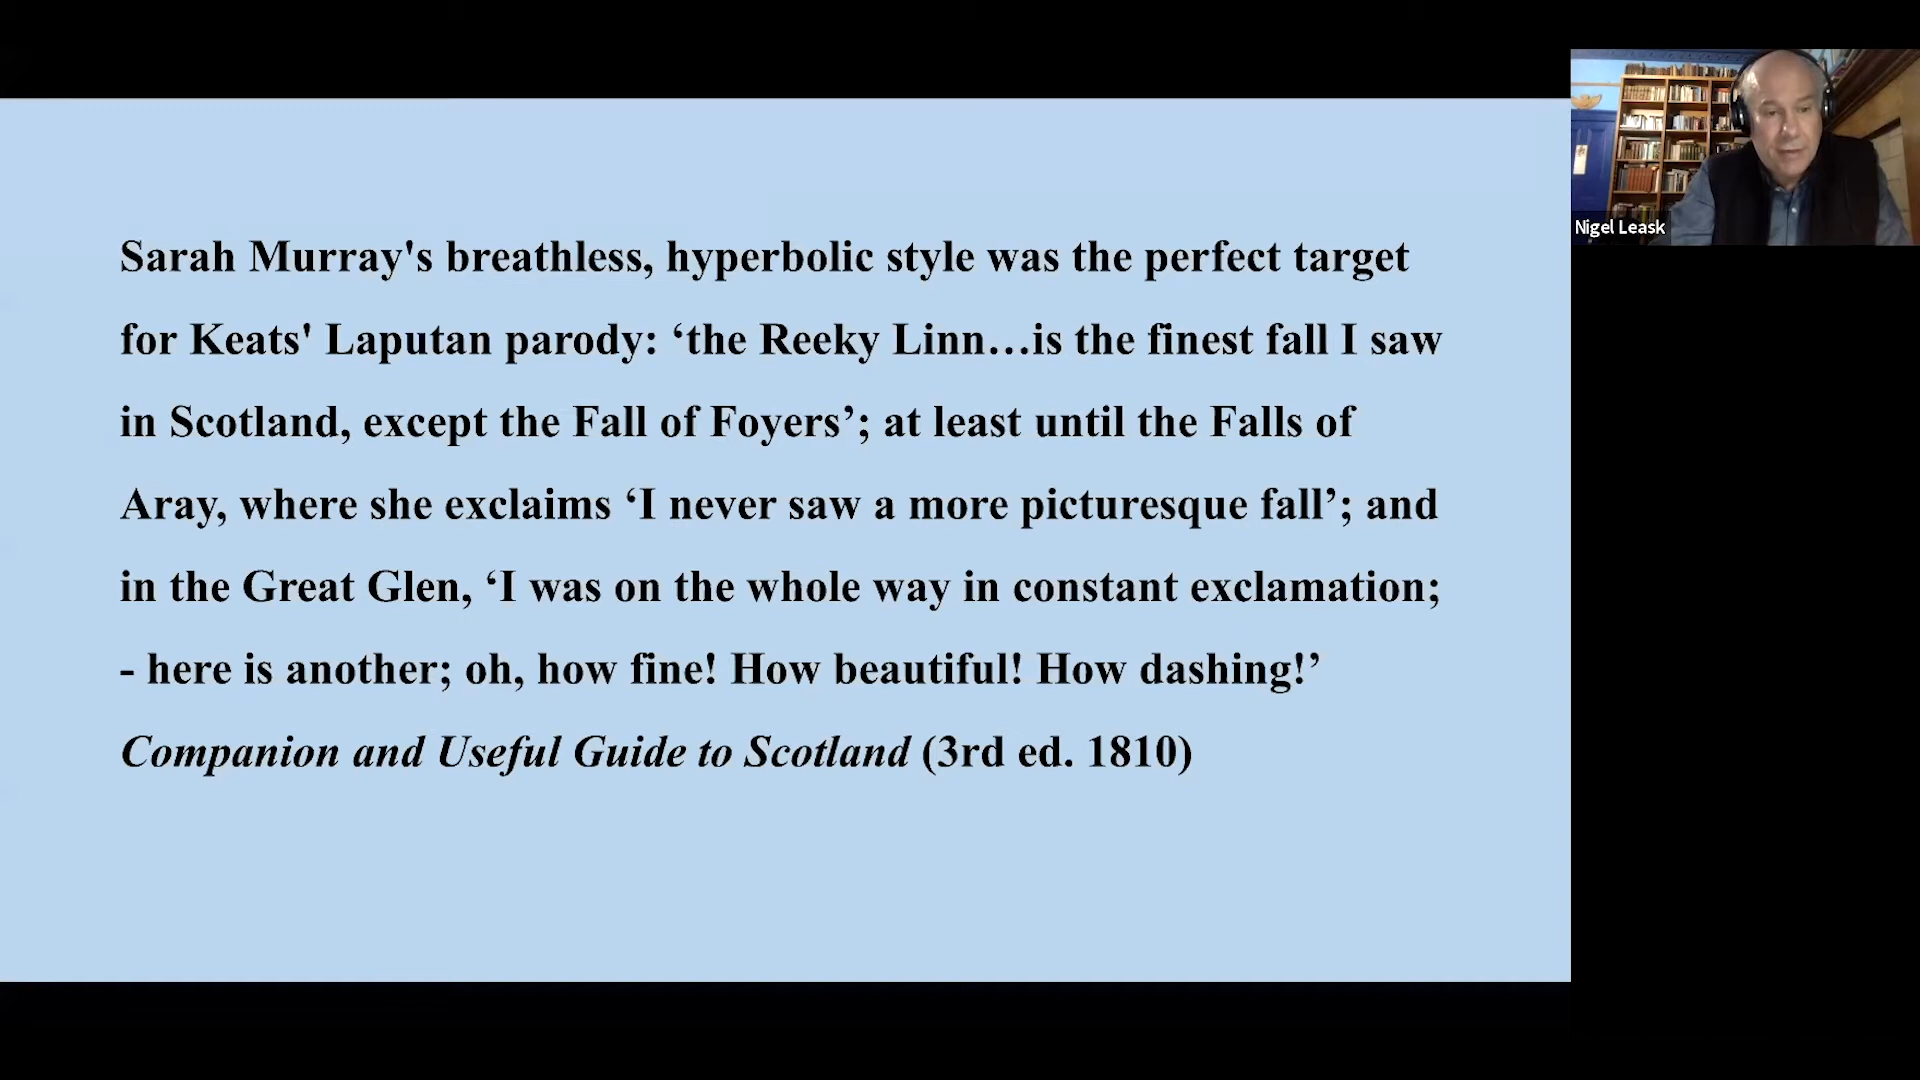 Sarah Murray's breathless, hyperbolic style was the perfect target
for Keats' Laputan parody: ‘the Reeky Linn…is the finest fall I saw
in Scotland, except the Fall of Foyers’; at least until the Falls of
Aray, where she exclaims ‘I never saw a more picturesque fall’; and
in the Great Glen, ‘I was on the whole way in constant exclamation;
- here is another; oh, how fine! How beautiful! How dashing!’
Companion and Useful Guide to Scotland (3rd ed. 1810)
Nigel Leask